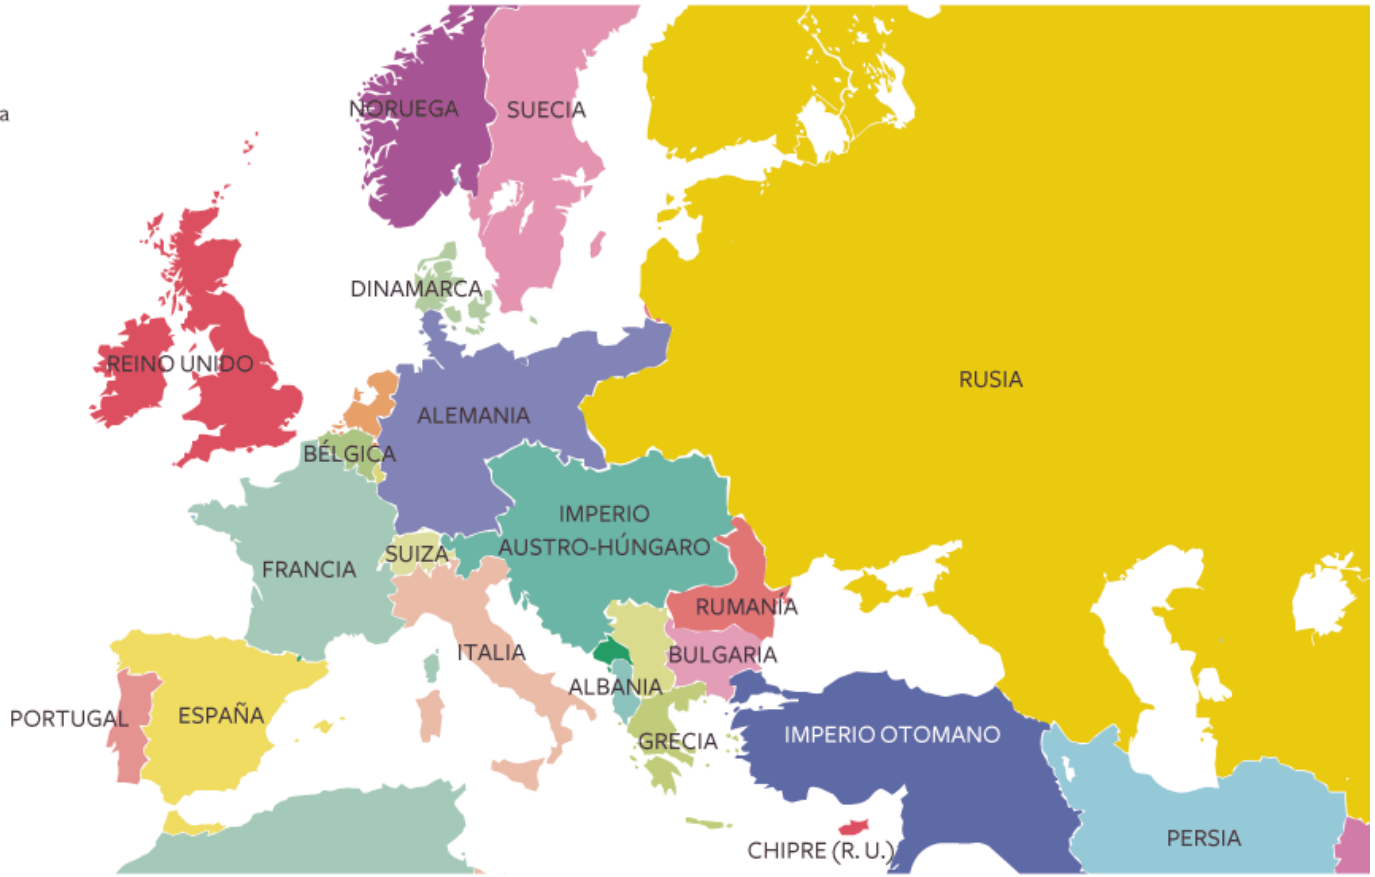 NORUEGA
SUECIA
a
DINAMARCA
REINO UNIDO
RUSIA
ALEMANIA
BÉLGICA
IMPERIO
AUSTRO-HÚNGARO
SUIZA
FRANCIA
RUMANÍA
ITALIA
BULGARIA
ALBANIA
PORTUGAL
ESPAÑA
GRECIA
IMPERIO OTOMANO
CHIPRE (R. U.)
PERSIA